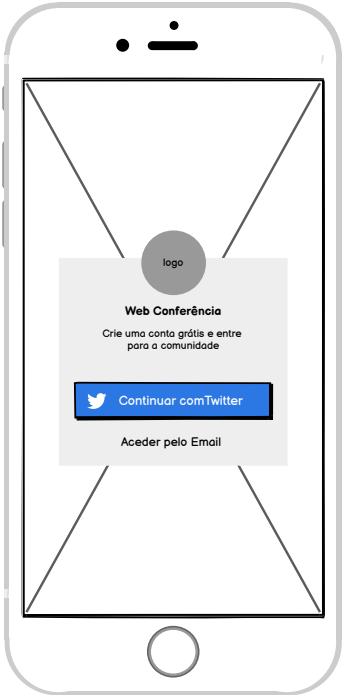 logo
Web Conferência
Crie uma conta grátis e entre
para a comunidade
Continuar comTwitter
Aceder pelo Email